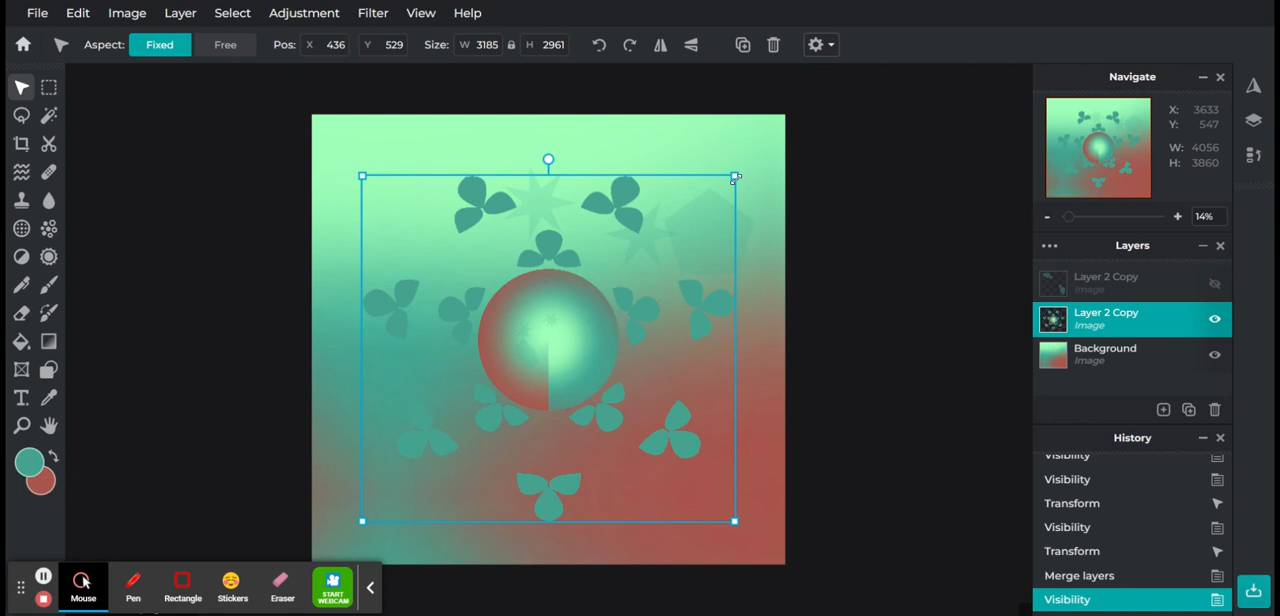 File Edit Image Layer Select Adjustment Filter View Help
Aspect: Fixed Free Pos: X 436 Y 529 Size: W 3185 H 2961
Navigate
X: 3633
Y: 547
W: 4056
H: 3860
- + 14%
Layers
Layer 2 Copy
Image
Layer 2 Copy
Image
Background
Image
History
Visibility
Visibility
Transform
Visibility
Transform
Merge layers
Visibility
T
Mouse Pen Rectangle Stickers Eraser START
WEBCAM